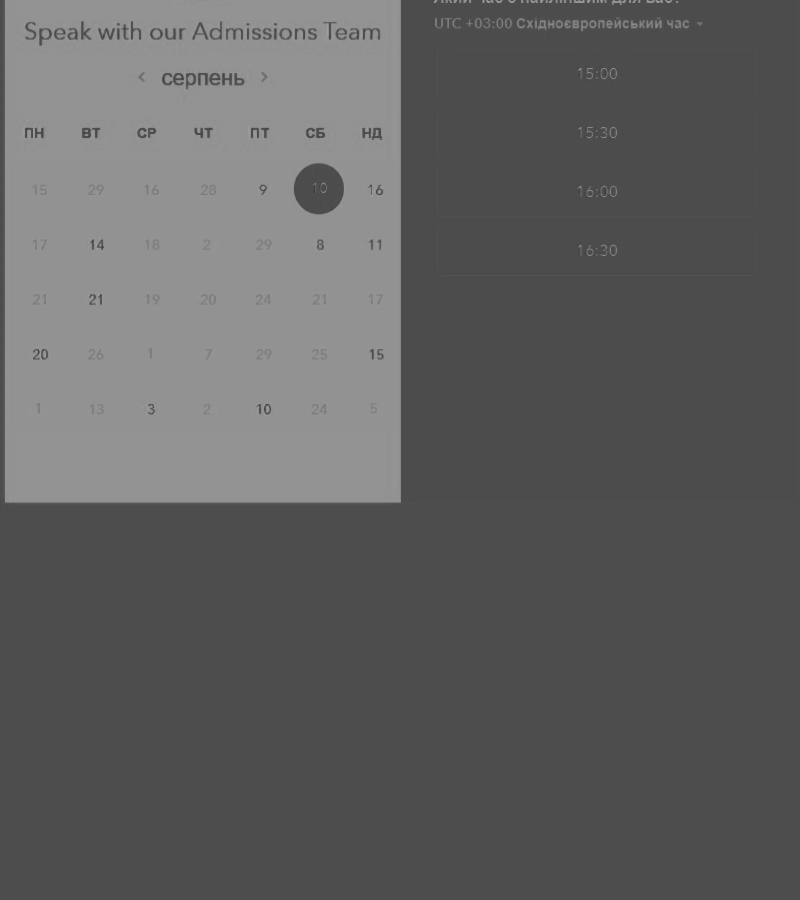 Speak with our Admissions Team
‹ серпень ›
ПН ВТ СР ЧТ ПТ СБ НД
15 29 16 28 9 10 16
17 14 18 2 29 8 11
21 21 19 20 24 21 17
20 26 1 7 29 25 15
1 13 3 2 10 24 5
UTC +03:00 Східноєвропейський час
15:00
15:30
16:00
16:30